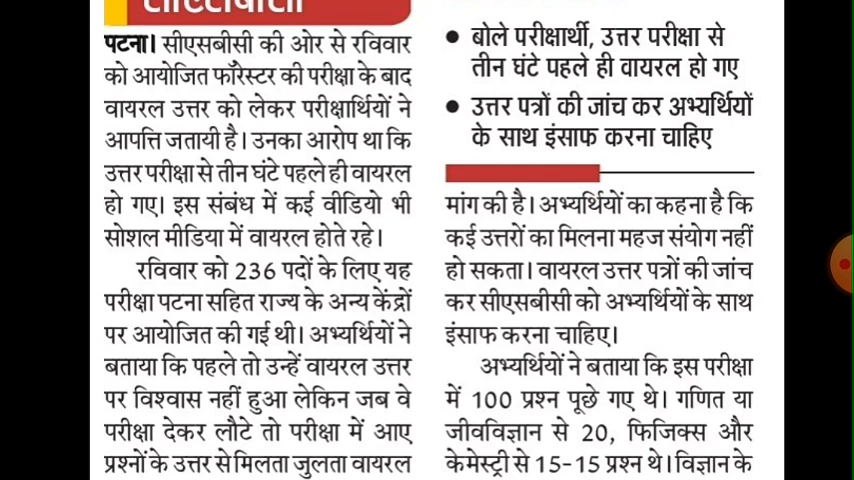 पटना। सीएसबीसी की ओर से रविवार
को आयोजित फॉरेस्टर की परीक्षा के बाद
वायरल उत्तर को लेकर परीक्षार्थियों ने
आपत्ति जतायी है। उनका आरोप था कि
उत्तर परीक्षा से तीन घंटे पहले ही वायरल
हो गए। इस संबंध में कई वीडियो भी
सोशल मीडिया में वायरल होते रहे।
रविवार को 236 पदों के लिए यह
परीक्षा पटना सहित राज्य के अन्य केंद्रों
पर आयोजित की गई थी। अभ्यर्थियों ने
बताया कि पहले तो उन्हें वायरल उत्तर
पर विश्वास नहीं हुआ लेकिन जब वे
परीक्षा देकर लौटे तो परीक्षा में आए
प्रश्नों के उत्तर से मिलता जुलता वायरल
• बोले परीक्षार्थी, उत्तर परीक्षा से
तीन घंटे पहले ही वायरल हो गए
• उत्तर पत्रों की जांच कर अभ्यर्थियों
के साथ इंसाफ करना चाहिए
मांग की है। अभ्यर्थियों का कहना है कि
कई उत्तरों का मिलना महज संयोग नहीं
हो सकता। वायरल उत्तर पत्रों की जांच
कर सीएसबीसी को अभ्यर्थियों के साथ
इंसाफ करना चाहिए।
अभ्यर्थियों ने बताया कि इस परीक्षा
में 100 प्रश्न पूछे गए थे। गणित या
जीवविज्ञान से 20, फिजिक्स और
केमेस्ट्री से 15-15 प्रश्न थे। विज्ञान के